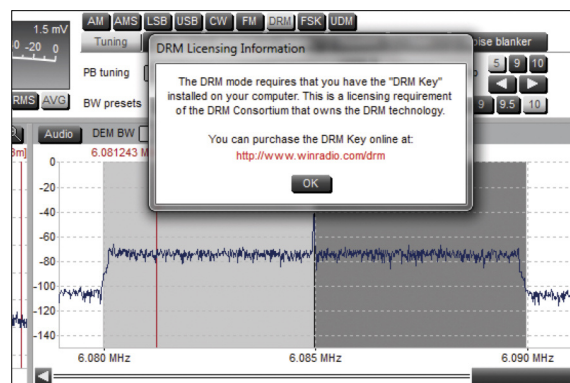 1.5 mV
-20 0
RMS AVG
AM AMS LSB USB CW FM DRM FSK UDM
Tuning
PB tuning
BW presets
5 9 10
9 9.5 10
DRM Licensing Information
The DRM mode requires that you have the "DRM Key"
installed on your computer. This is a licensing requirement
of the DRM Consortium that owns the DRM technology.
You can purchase the DRM Key online at:
http://www.winradio.com/drm
OK
Audio DEM BW
6.081243
0
-20
-40
-60
-80
-100
-120
-140
6.080 MHz 6.085 MHz 6.090 MHz